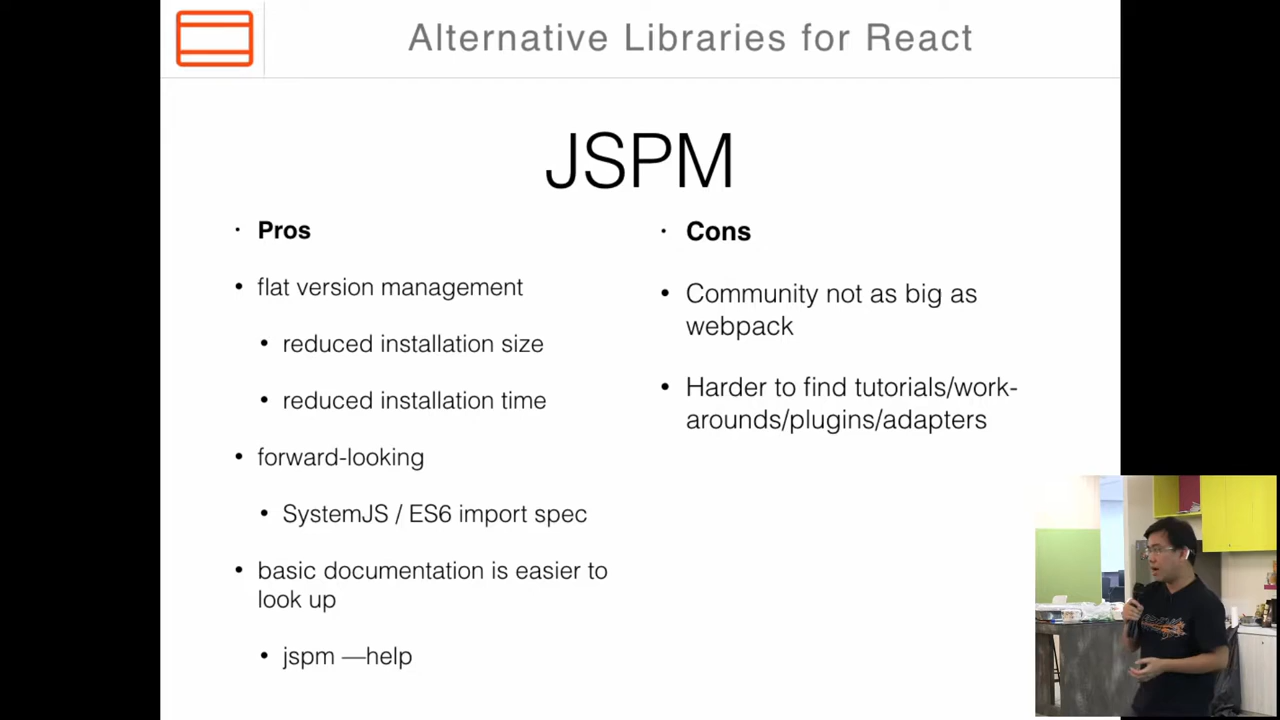 Alternative Libraries for React
JSPM
• Pros
• flat version management
• reduced installation size
• reduced installation time
• forward-looking
• SystemJS / ES6 import spec
• basic documentation is easier to
look up
• jspm —help
• Cons
• Community not as big as
webpack
• Harder to find tutorials/work-
arounds/plugins/adapters